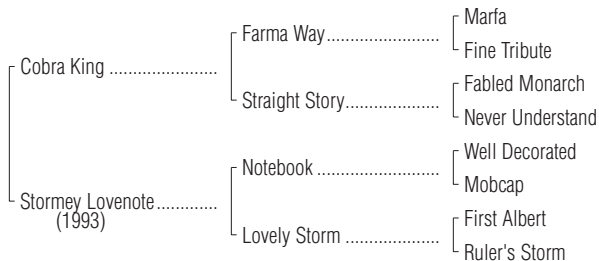 Cobra King ......................
Farma Way......................
Marfa
Fine Tribute
Straight Story....................
Fabled Monarch
Never Understand
Stormey Lovenote.............
(1993)
Notebook .........................
Well Decorated
Mobcap
Lovely Storm ....................
First Albert
Ruler's Storm